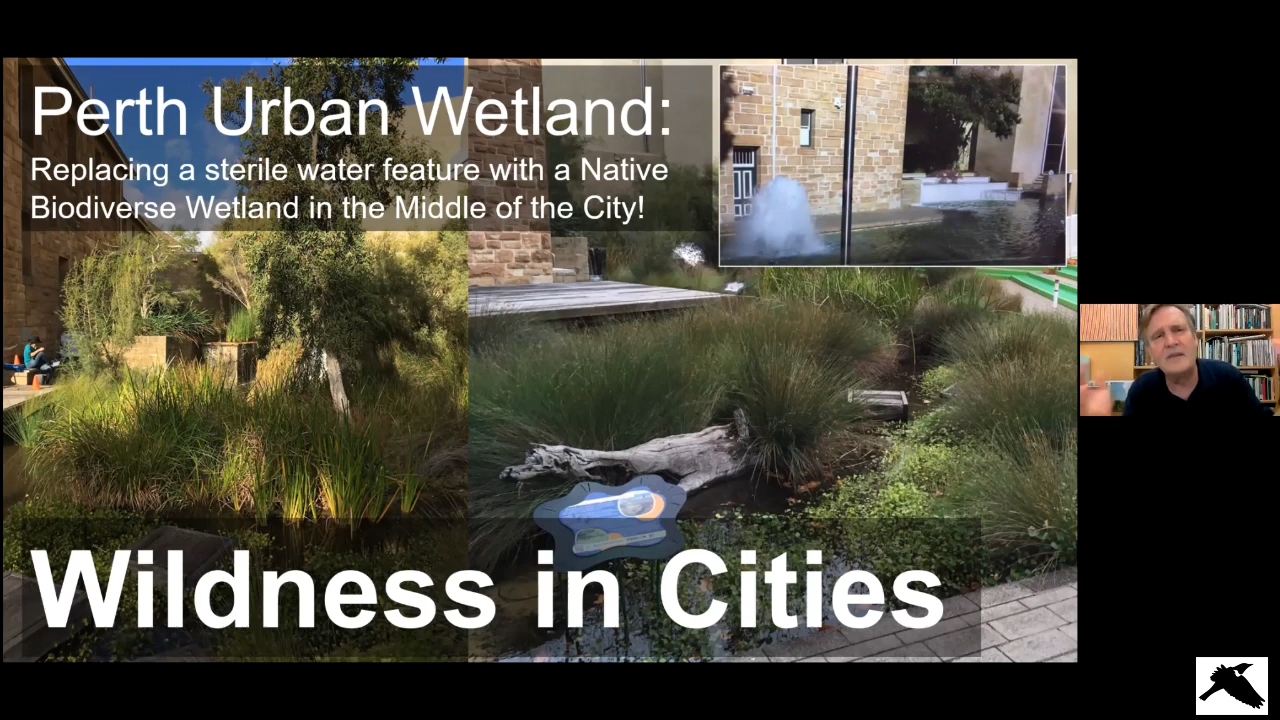 Perth Urban Wetland:
Replacing a sterile water feature with a Native
Biodiverse Wetland in the Middle of the City!
Wildness in Cities